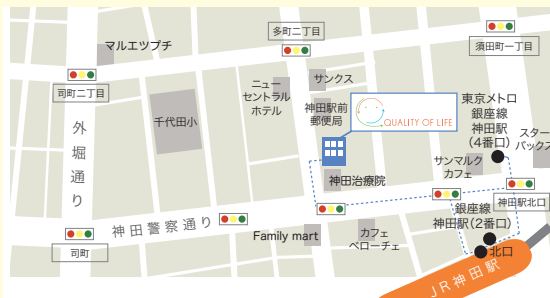 多町二丁目
須田町一丁目
マルエツプチ
司町二丁目
サンクス
ニュー
セントラル
ホテル
神田駅前
郵便局
QUALITY OF LIFE
東京メトロ
銀座線
神田駅
(4番口)
スター
バックス
千代田小
外堀通り
サンマルク
カフェ
神田治療院
神田駅北口
銀座線
神田駅(2番口)
神田警察通り
司町
Family mart
カフェ
ベローチェ
北口
JR神田駅